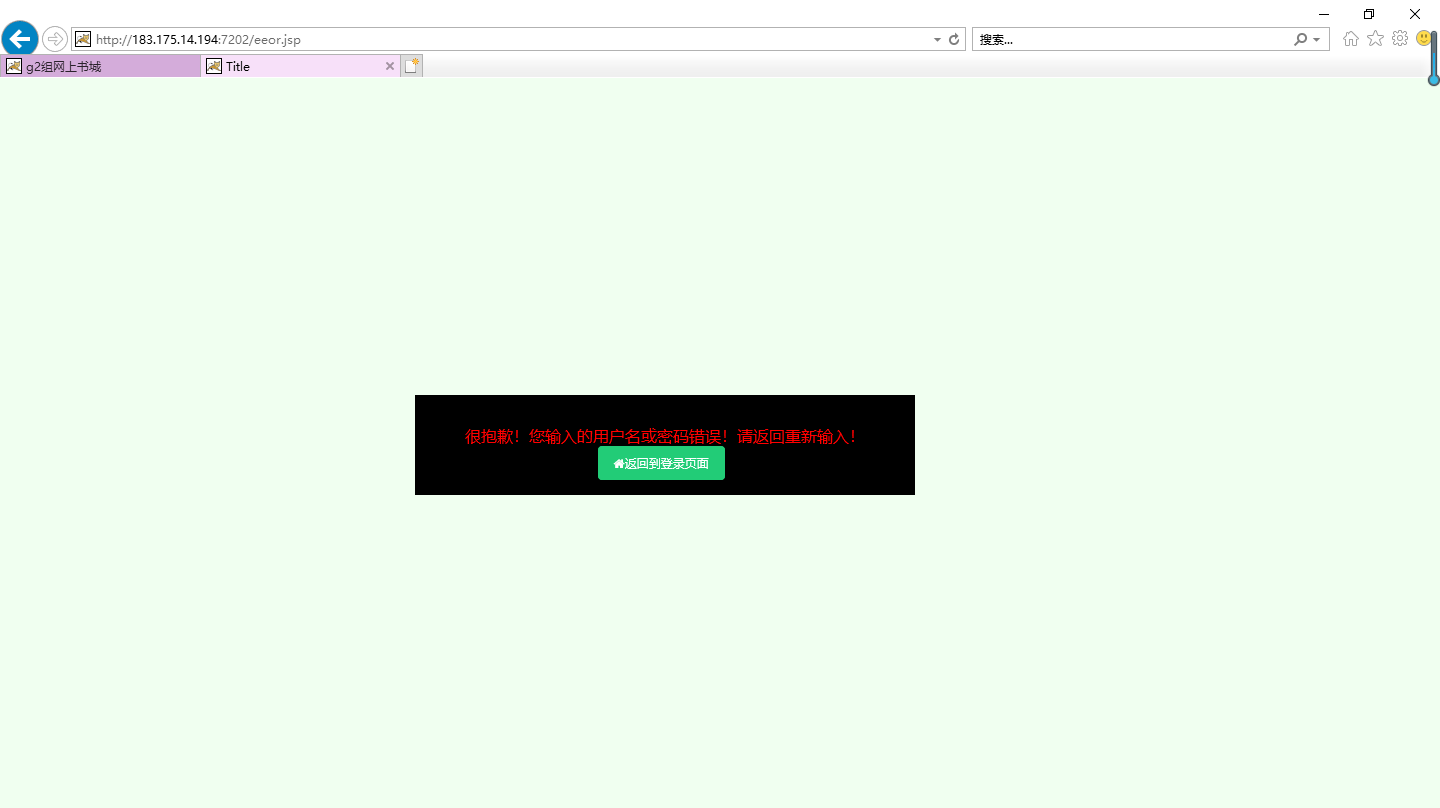 http://183.175.14.194:7202/eeor.jsp
搜索...
g2组网上书城
Title
很抱歉！您输入的用户名或密码错误！请返回重新输入！
返回到登录页面